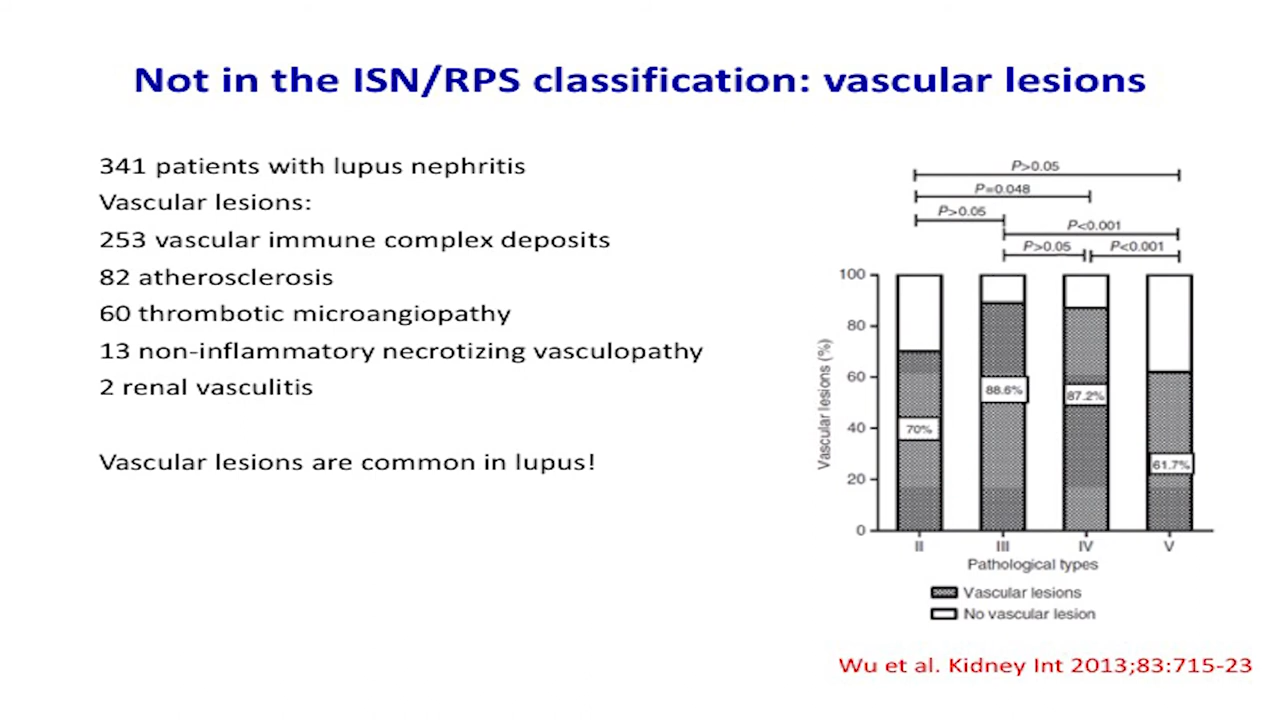 Not in the ISN/RPS classification: vascular lesions
341 patients with lupus nephritis
Vascular lesions:
253 vascular immune complex deposits
82 atherosclerosis
60 thrombotic microangiopathy
13 non-inflammatory necrotizing vasculopathy
2 renal vasculitis
Vascular lesions are common in lupus!
P>0.05
P=0.048
P>0.05
P<0.001
P>0.05
P<0.001
Vascular lesions (%)
100
80
60
40
20
0
70%
88.6%
87.2%
61.7%
II III IV V
Pathological types
Vascular lesions
No vascular lesion
Wu et al. Kidney Int 2013;83:715-23